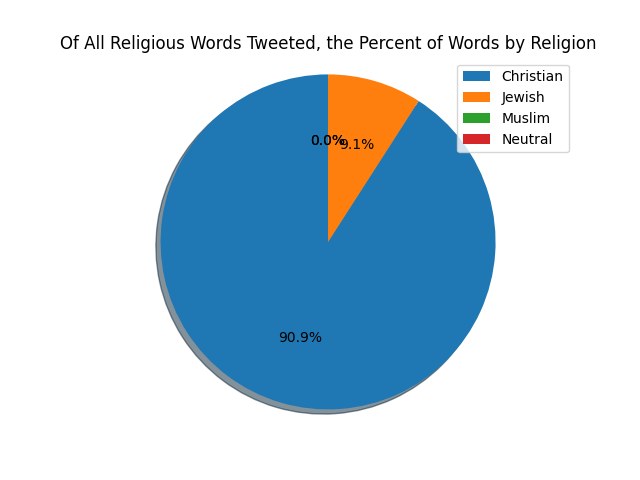 Of All Religious Words Tweeted, the Percent of Words by Religion
Christian
Jewish
Muslim
Neutral
0.0%
9.1%
90.9%